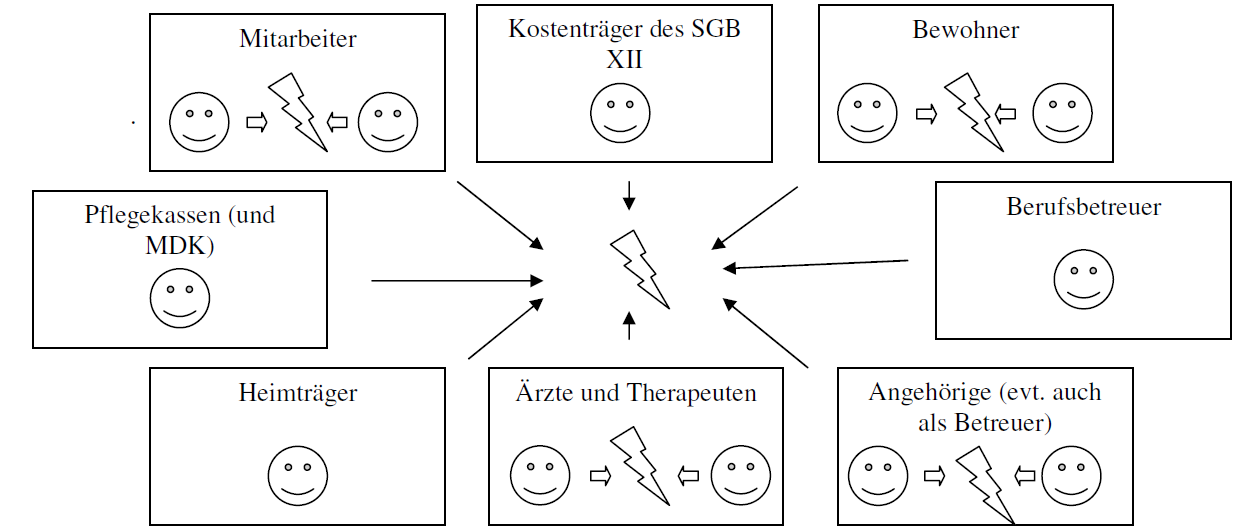 Mitarbeiter
Kostenträger des SGB
XII
Bewohner
.
Pflegekassen (und
MDK)
Berufsbetreuer
Heimträger
Ärzte und Therapeuten
Angehörige (evt. auch
als Betreuer)